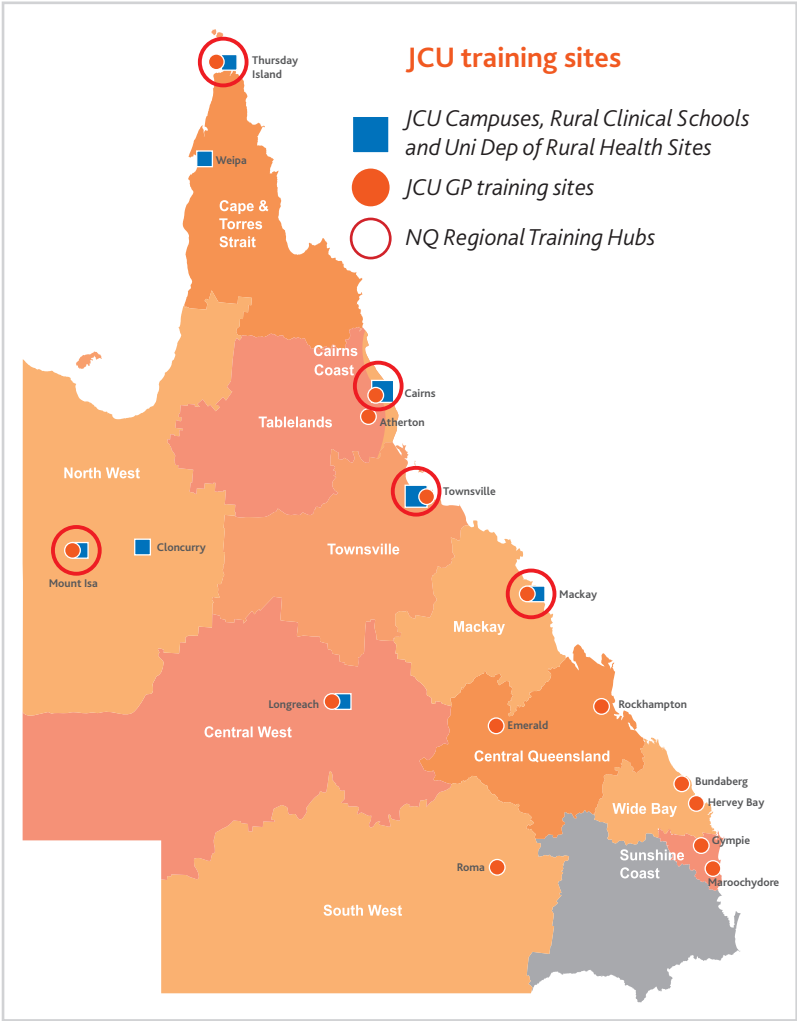 JCU training sites
JCU Campuses, Rural Clinical Schools
and Uni Dep of Rural Health Sites
JCU GP training sites
NQ Regional Training Hubs
Thursday
Island
Weipa
Cape &
Torres
Strait
Cairns
Coast
Cairns
Tablelands
Atherton
North West
Townsville
Townsville
Cloncurry
Mount Isa
Mackay
Mackay
Longreach
Central West
Rockhampton
Emerald
Central Queensland
Bundaberg
Hervey Bay
Wide Bay
Gympie
Sunshine
Coast
Roma
Maroochydore
South West